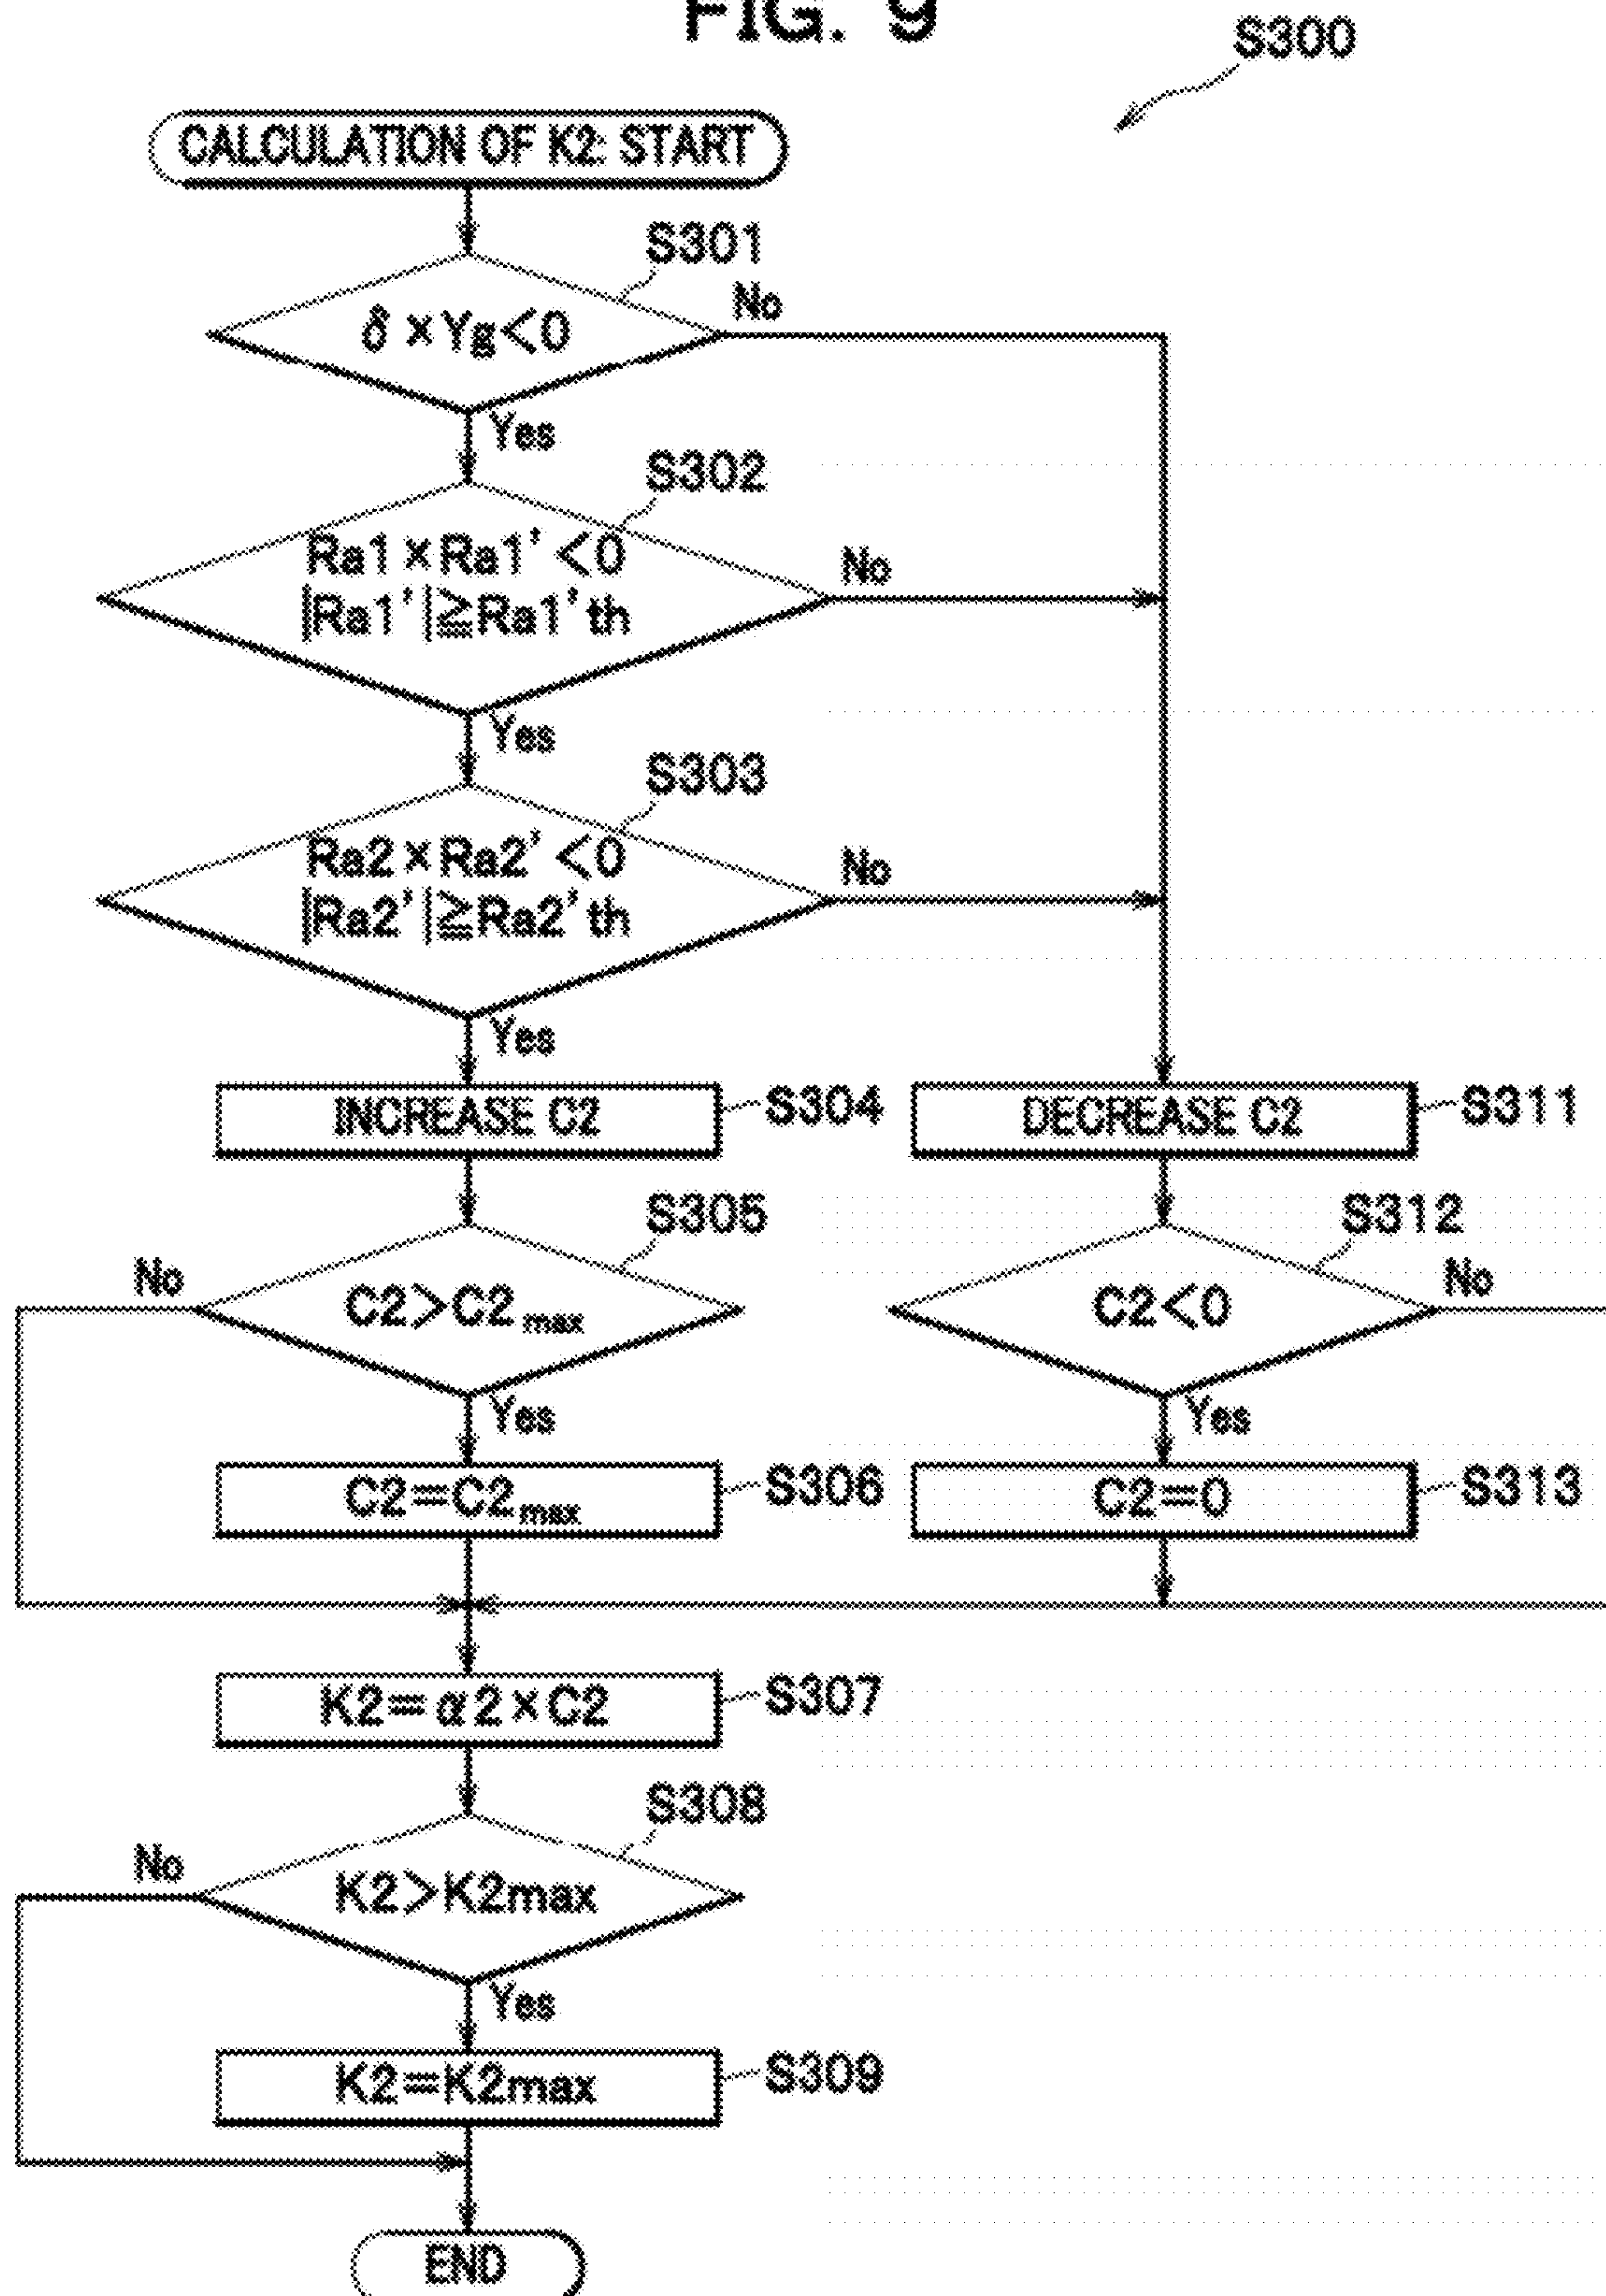 FIG. 9
S300
CALCULATION OF K2: START
S301
δ×Yg<0
No
Yes
S302
Ra1×Ra1'<0
|Ra1'|≧Ra1'th
No
Yes
S303
Ra2×Ra2'<0
|Ra2'|≧Ra2'th
No
Yes
INCREASE C2
S304
DECREASE C2
S311
S305
C2>C2max
No
Yes
S312
C2<0
No
Yes
C2=C2max
S306
C2=0
S313
K2=α2×C2
S307
S308
K2>K2max
No
Yes
K2=K2max
S309
END